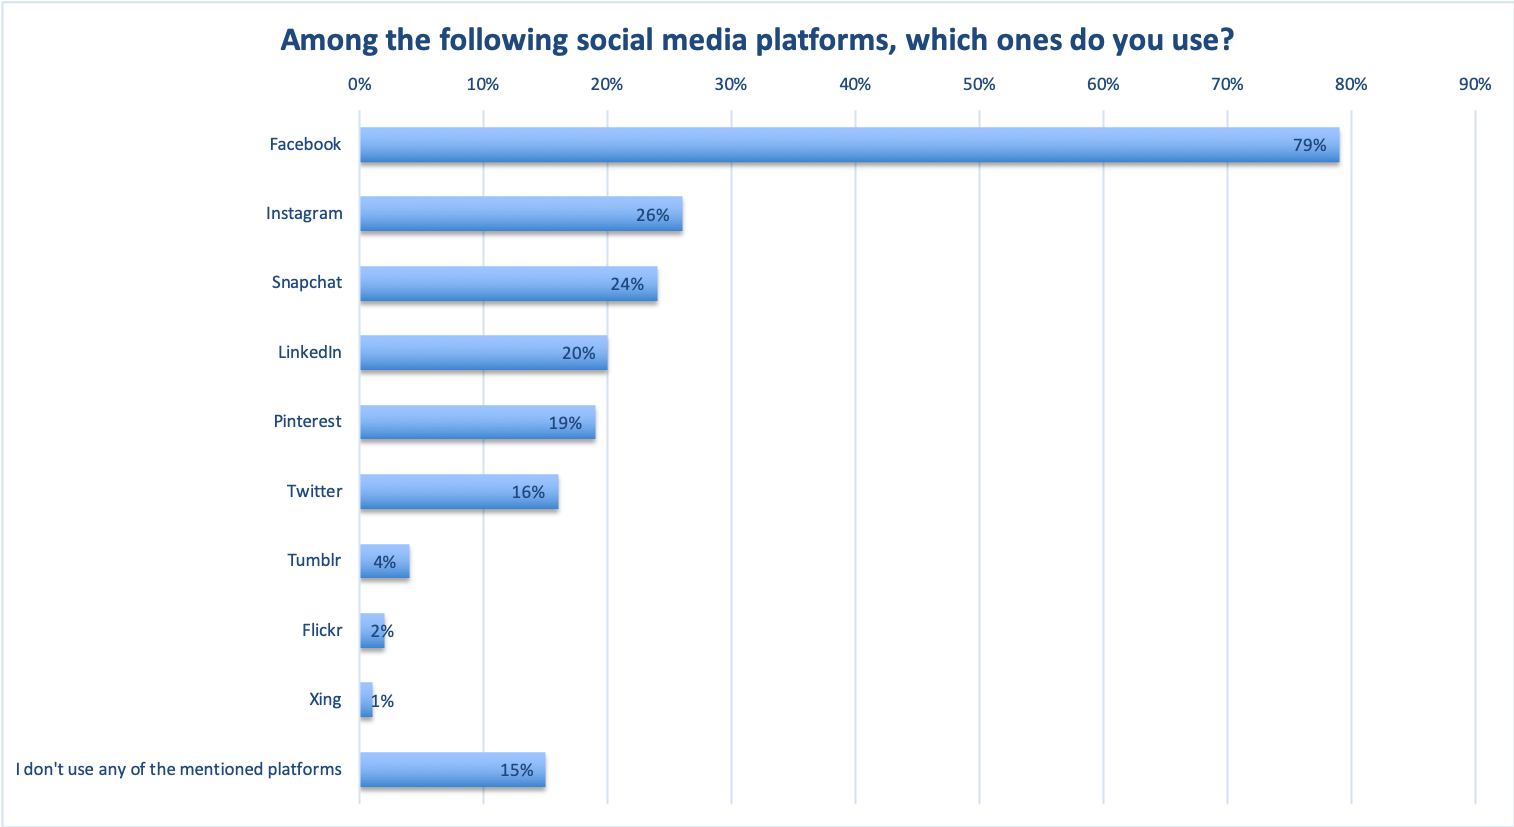 Among the following social media platforms, which ones do you use?
0% 10% 20% 30% 40% 50% 60% 70% 80% 90%
Facebook 79%
Instagram 26%
Snapchat 24%
LinkedIn 20%
Pinterest 19%
Twitter 16%
Tumblr 4%
Flickr 2%
Xing 1%
I don't use any of the mentioned platforms 15%